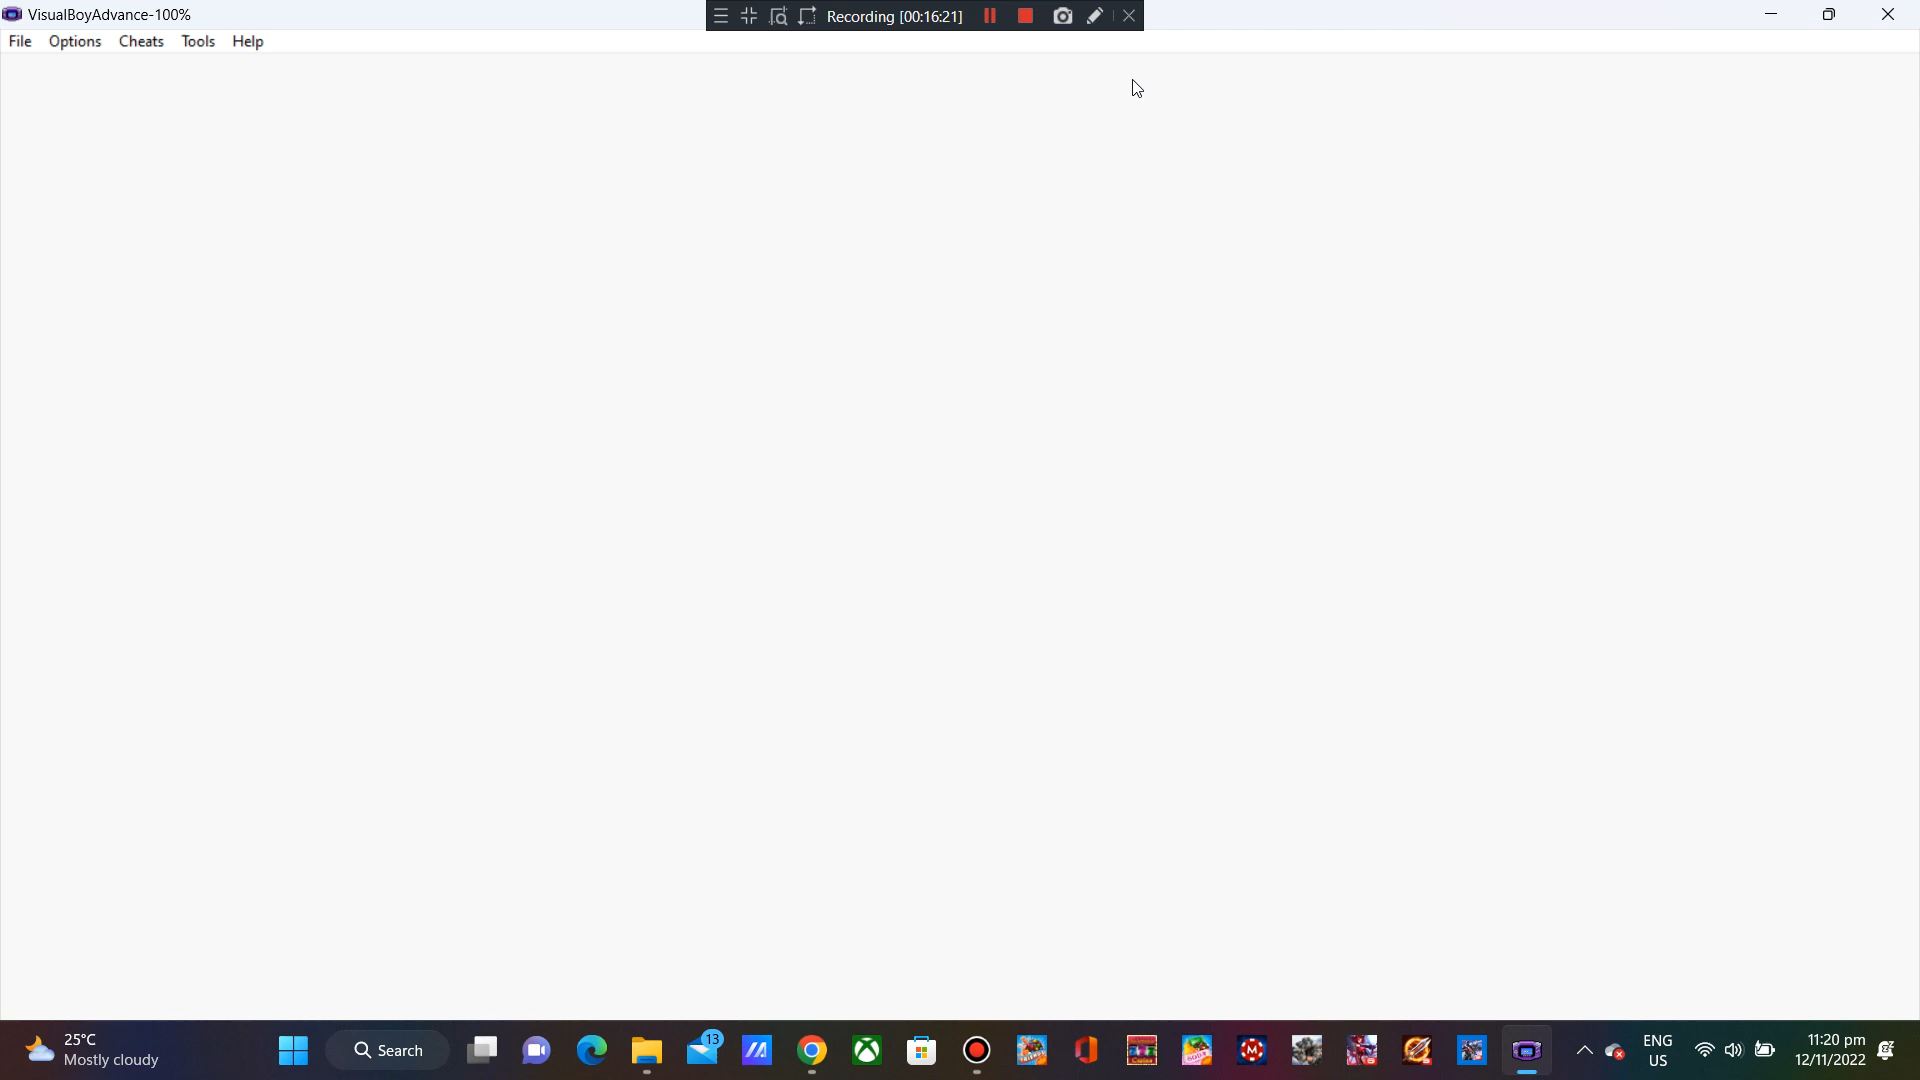 VisualBoyAdvance-100%
Recording [00:16:21]
File Options Cheats Tools Help
25°C
Mostly cloudy
Search
13
ENG
US
11:20 pm
12/11/2022